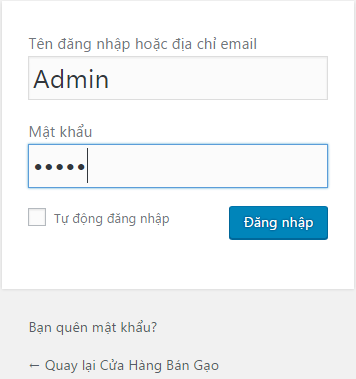 Tên đăng nhập hoặc địa chỉ email
Admin
Mật khẩu
•••••
Tự động đăng nhập
Đăng nhập
Bạn quên mật khẩu?
← Quay lại Cửa Hàng Bán Gạo